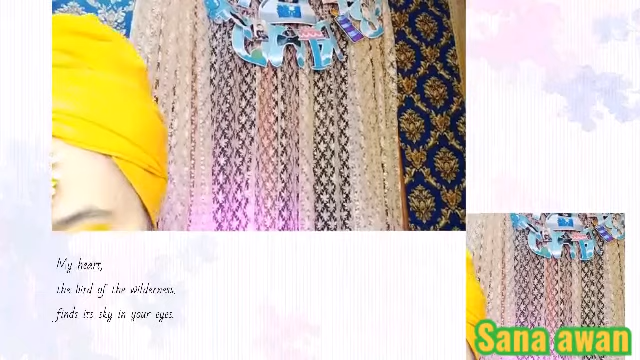 My heart,
the bird of the wilderness,
finds its sky in your eyes.
Sana awan